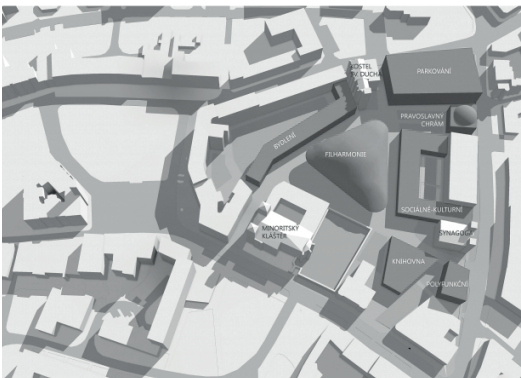 KOSTEL
SV. DUCHA
PARKOVÁNÍ
PRAVOSLAVNÝ
CHRÁM
BYDLENÍ
FILHARMONIE
SOCIÁLNĚ-KULTURNÍ
MINORITSKÝ
KLÁŠTER
SYNAGOGA
KNIHOVNA
POLYFUNKČNÍ